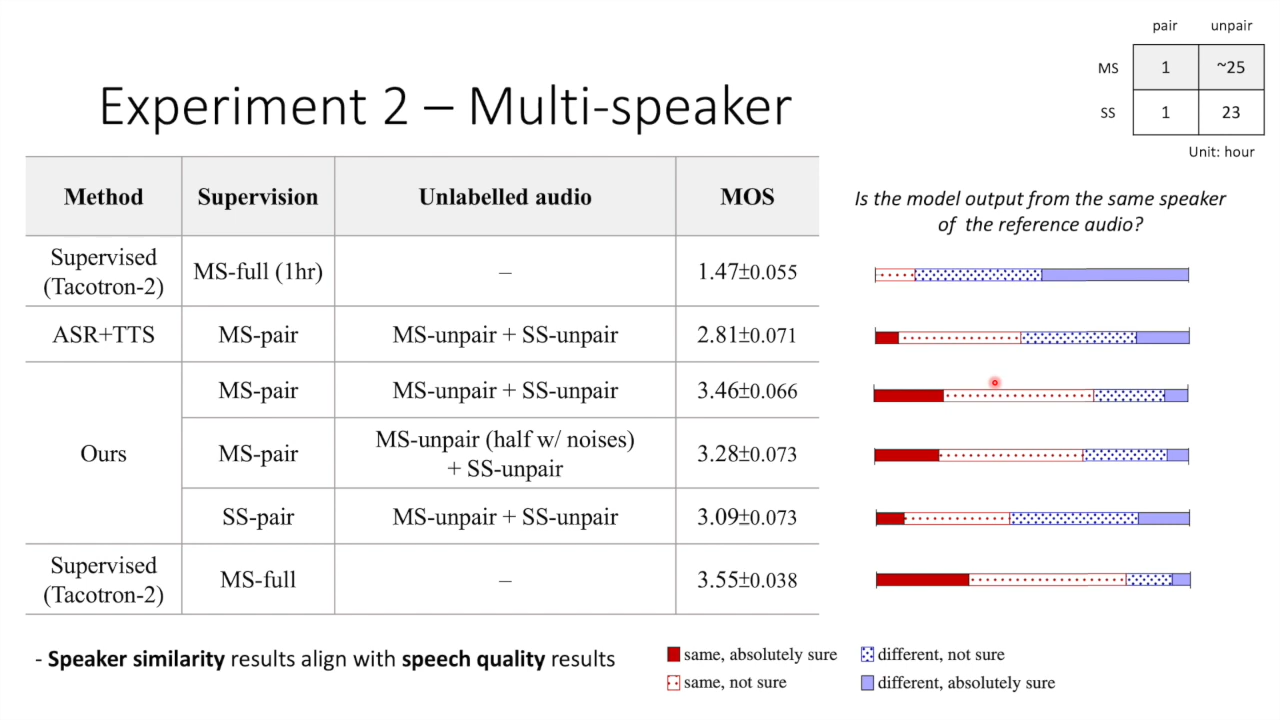 pair unpair
MS 1 ~25
SS 1 23
Unit: hour
Experiment 2 – Multi-speaker
Method Supervision Unlabelled audio MOS
Supervised
(Tacotron-2) MS-full (1hr) – 1.47±0.055
ASR+TTS MS-pair MS-unpair + SS-unpair 2.81±0.071
Ours
MS-pair MS-unpair + SS-unpair 3.46±0.066
MS-pair MS-unpair (half w/ noises)
+ SS-unpair 3.28±0.073
SS-pair MS-unpair + SS-unpair 3.09±0.073
Supervised
(Tacotron-2) MS-full – 3.55±0.038
Is the model output from the same speaker
of the reference audio?
- Speaker similarity results align with speech quality results
same, absolutely sure different, not sure
same, not sure different, absolutely sure